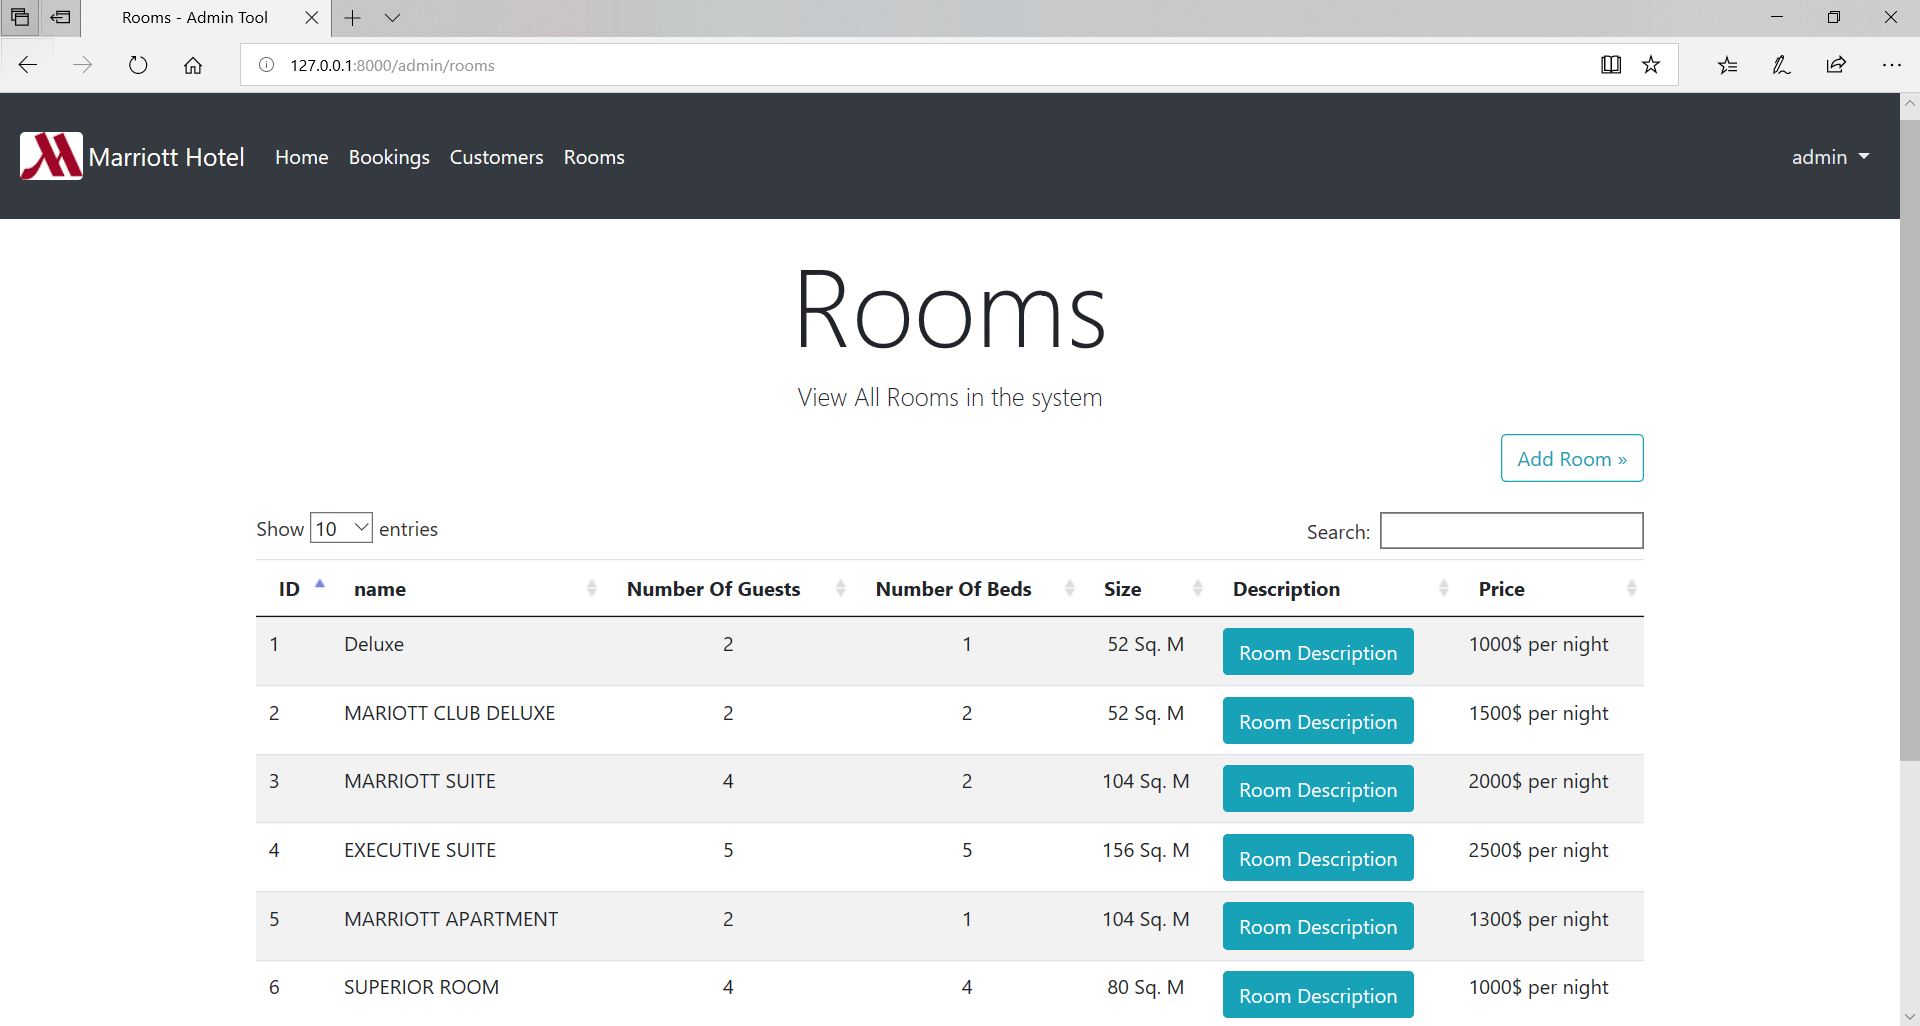 Rooms - Admin Tool
127.0.0.1:8000/admin/rooms
Marriott Hotel Home Bookings Customers Rooms admin
Rooms
View All Rooms in the system
Add Room »
Show 10 entries Search:
ID name Number Of Guests Number Of Beds Size Description Price
1 Deluxe 2 1 52 Sq. M Room Description 1000$ per night
2 MARIOTT CLUB DELUXE 2 2 52 Sq. M Room Description 1500$ per night
3 MARRIOTT SUITE 4 2 104 Sq. M Room Description 2000$ per night
4 EXECUTIVE SUITE 5 5 156 Sq. M Room Description 2500$ per night
5 MARRIOTT APARTMENT 2 1 104 Sq. M Room Description 1300$ per night
6 SUPERIOR ROOM 4 4 80 Sq. M Room Description 1000$ per night